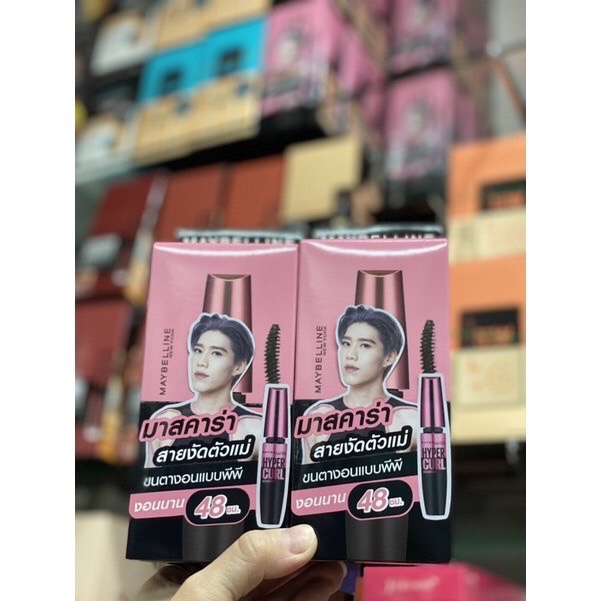 MAYBELLINE
MAYBELLINE
NEW YORK
มาสคาร่า
สายงัดตัวแม่
ขนตางอนแบบพีพี
งอนนาน 48 ชม.
HYPER
CURL
MAYBELLINE
MAYBELLINE
NEW YORK
มาสคาร่า
สายงัดตัวแม่
ขนตางอนแบบพีพี
งอนนาน 48 ชม.
HYPER
CURL